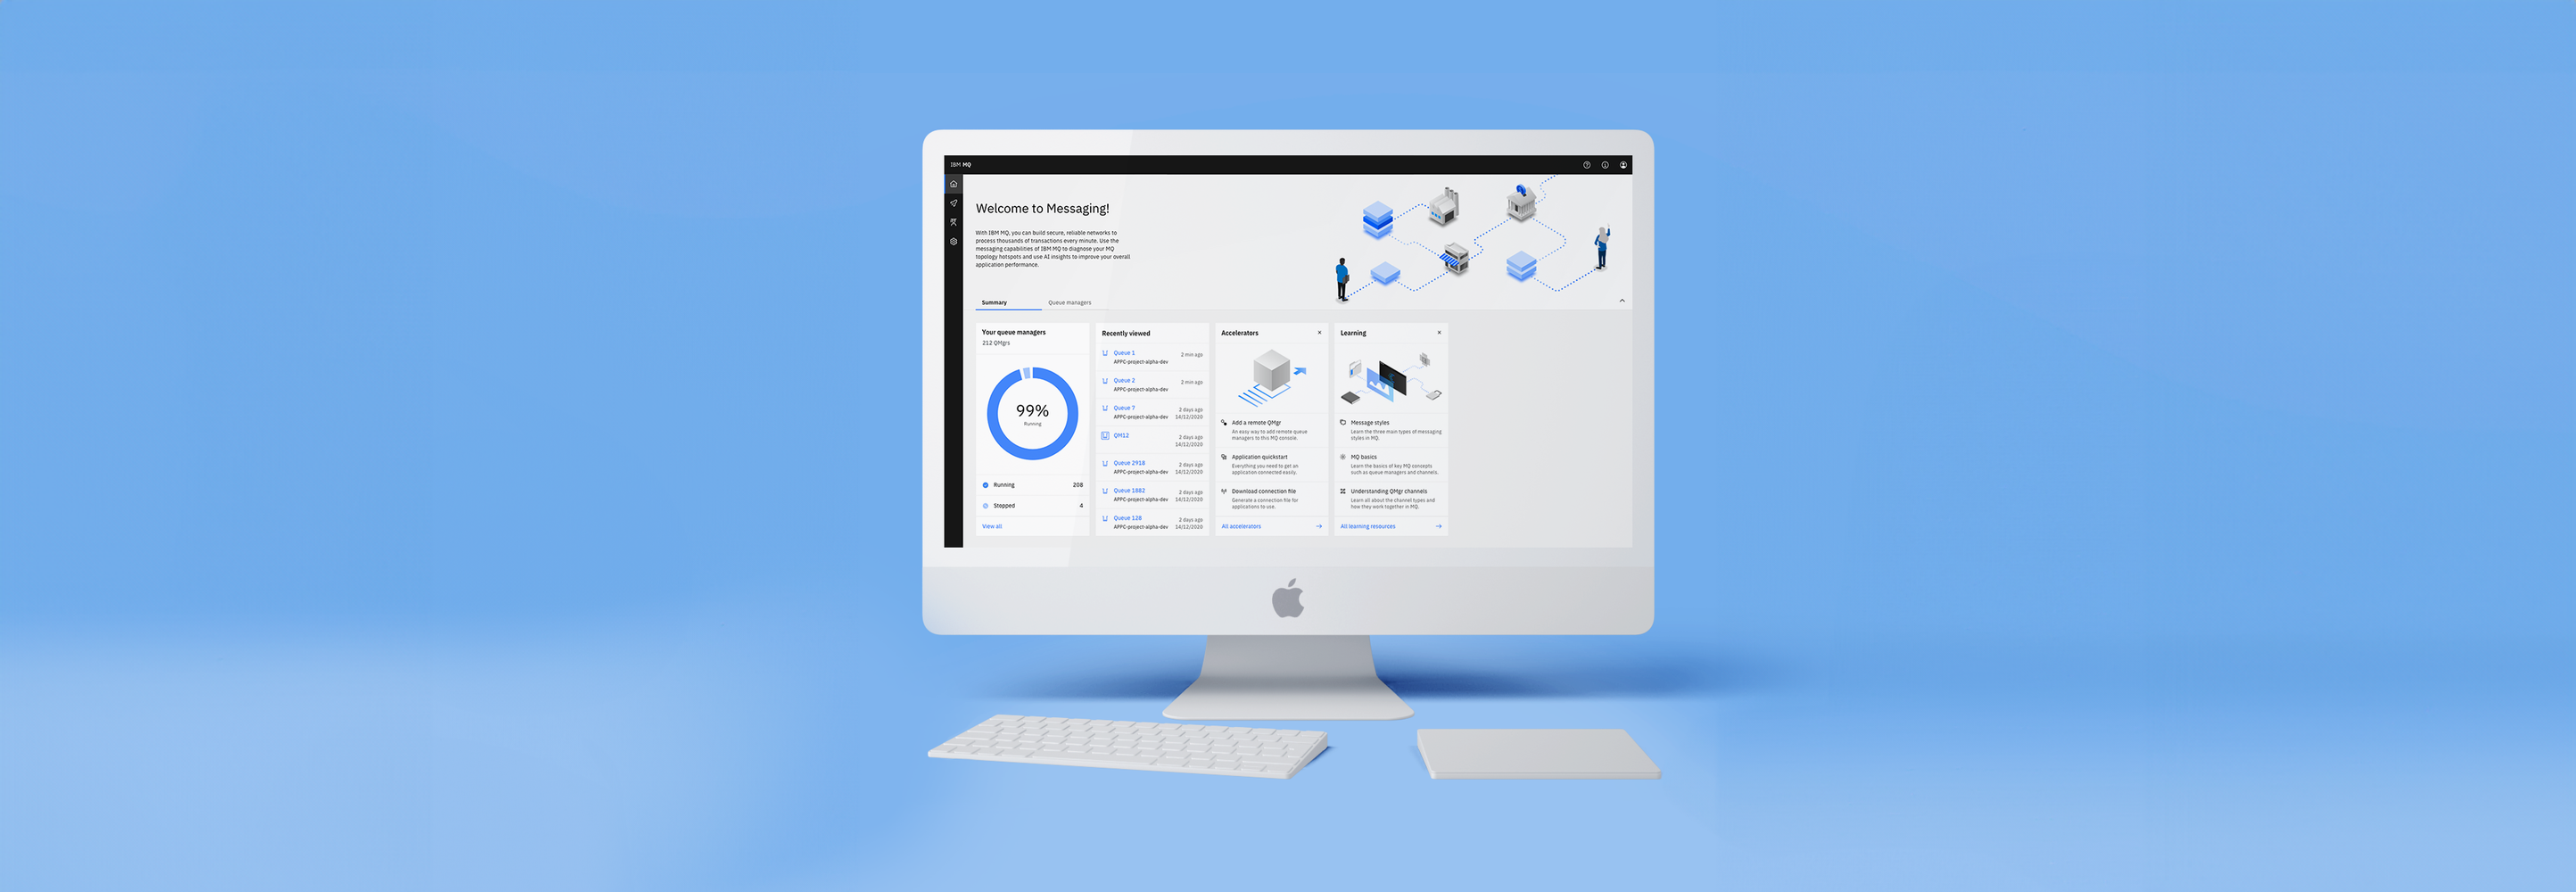 IBM MQ
Welcome to Messaging!
With IBM MQ, you can build secure, reliable networks to
process thousands of transactions every minute. Use the
messaging capabilities of IBM MQ to diagnose your MQ
topology hotspots and use AI insights to improve your overall
application performance.
Summary
Queue managers
Your queue managers
212 QMgrs
99%
Running
Running 208
Stopped 4
View all
Recently viewed
Queue 1 2 min ago
APPC-project-alpha-dev
Queue 2 2 min ago
APPC-project-alpha-dev
Queue 7 2 days ago
APPC-project-alpha-dev 14/12/2020
QM12 2 days ago
14/12/2020
Queue 2918 2 days ago
APPC-project-alpha-dev 14/12/2020
Queue 1882 2 days ago
APPC-project-alpha-dev 14/12/2020
Queue 128 2 days ago
APPC-project-alpha-dev 14/12/2020
Accelerators
Add a remote QMgr
An easy way to add remote queue
managers to this MQ console.
Application quickstart
Everything you need to get an
application connected easily.
Download connection file
Generate a connection file for
applications to use.
All accelerators
Learning
Message styles
Learn the three main types of messaging
styles in MQ.
MQ basics
Learn the basics of key MQ concepts
such as queue managers and channels.
Understanding QMgr channels
Learn all about the channel types and
how they work together in MQ.
All learning resources